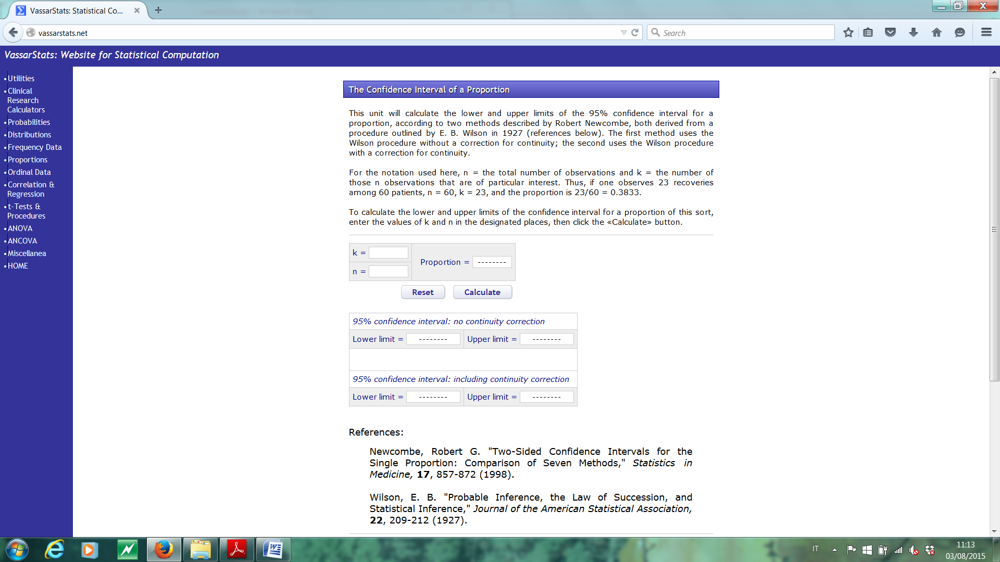 VassarStats: Statistical Co...
vassarstats.net
Search
VassarStats: Website for Statistical Computation
•Utilities
•Clinical
Research
Calculators
•Probabilities
•Distributions
•Frequency Data
•Proportions
•Ordinal Data
•Correlation &
Regression
•t-Tests &
Procedures
•ANOVA
•ANCOVA
•Miscellanea
•HOME
The Confidence Interval of a Proportion
This unit will calculate the lower and upper limits of the 95% confidence interval for a
proportion, according to two methods described by Robert Newcombe, both derived from a
procedure outlined by E. B. Wilson in 1927 (references below). The first method uses the
Wilson procedure without a correction for continuity; the second uses the Wilson procedure
with a correction for continuity.
For the notation used here, n = the total number of observations and k = the number of
those n observations that are of particular interest. Thus, if one observes 23 recoveries
among 60 patients, n = 60, k = 23, and the proportion is 23/60 = 0.3833.
To calculate the lower and upper limits of the confidence interval for a proportion of this sort,
enter the values of k and n in the designated places, then click the «Calculate» button.
k =
n =
Proportion = --------
Reset Calculate
95% confidence interval: no continuity correction
Lower limit = -------- Upper limit = --------
95% confidence interval: including continuity correction
Lower limit = -------- Upper limit = --------
References:
Newcombe, Robert G. "Two-Sided Confidence Intervals for the
Single Proportion: Comparison of Seven Methods," Statistics in
Medicine, 17, 857-872 (1998).
Wilson, E. B. "Probable Inference, the Law of Succession, and
Statistical Inference," Journal of the American Statistical Association,
22, 209-212 (1927).
IT
11:13
03/08/2015